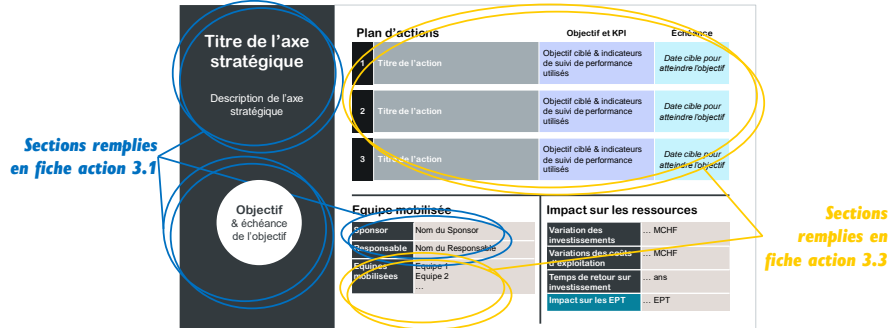 Titre de l'axe
stratégique
Description de l'axe
stratégique
Objectif
& échéance
de l'objectif
Sections remplies
en fiche action 3.1
Plan d'actions
Objectif et KPI
Echéance
1
Titre de l'action
Objectif ciblé & indicateurs
de suivi de performance
utilisés
Date cible pour
atteindre l'objectif
2
Titre de l'action
Objectif ciblé & indicateurs
de suivi de performance
utilisés
Date cible pour
atteindre l'objectif
3
Titre de l'action
Objectif ciblé & indicateurs
de suivi de performance
utilisés
Date cible pour
atteindre l'objectif
Equipe mobilisée
Sponsor
Nom du Sponsor
Responsable
Nom du Responsable
Equipes
mobilisées
Equipe 1
Equipe 2
…
Impact sur les ressources
Variation des
investissements
… MCHF
Variations des coûts
d'exploitation
… MCHF
Temps de retour sur
investissement
… ans
Impact sur les EPT
… EPT
Sections
remplies en
fiche action 3.3